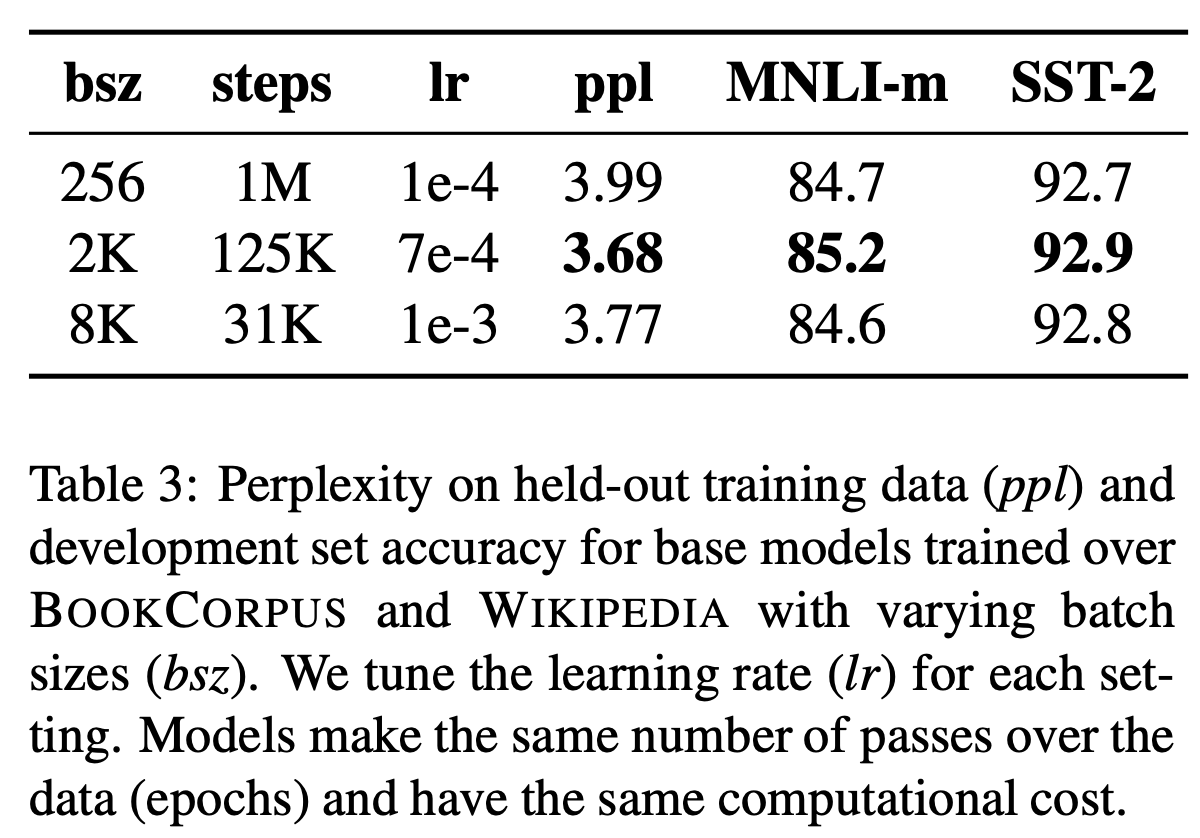 bsz steps lr ppl MNLI-m SST-2
256 1M 1e-4 3.99 84.7 92.7
2K 125K 7e-4 3.68 85.2 92.9
8K 31K 1e-3 3.77 84.6 92.8
Table 3: Perplexity on held-out training data (ppl) and
development set accuracy for base models trained over
BOOKCORPUS and WIKIPEDIA with varying batch
sizes (bsz). We tune the learning rate (lr) for each set-
ting. Models make the same number of passes over the
data (epochs) and have the same computational cost.